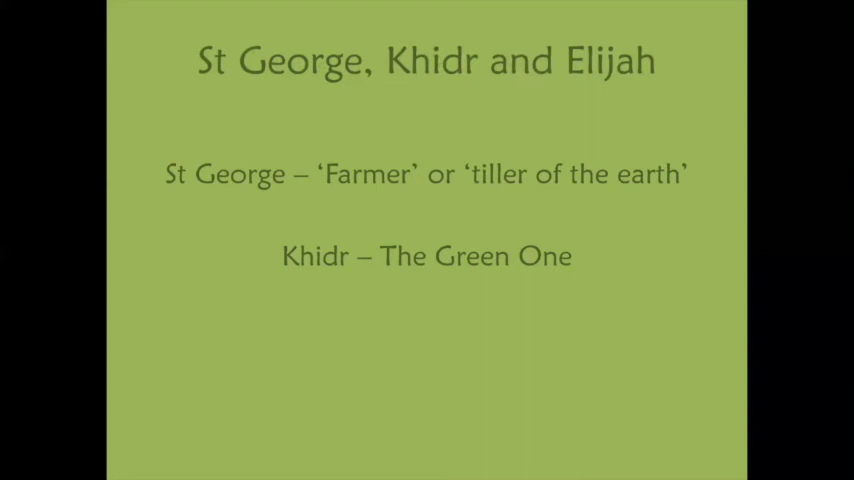 St George, Khidr and Elijah
St George – ‘Farmer’ or ‘tiller of the earth’
Khidr – The Green One